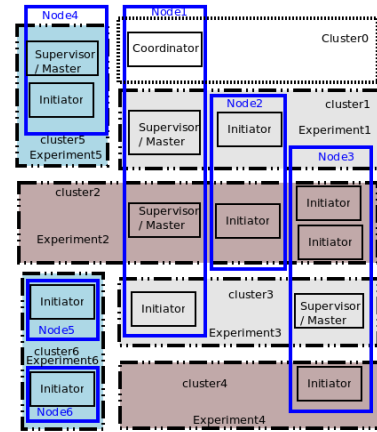 Node4
Supervisor
/ Master
Initiator
cluster5
Experiment5
Node1
Coordinator
Cluster0
cluster1
Experiment1
Supervisor
/ Master
Node2
Initiator
Node3
cluster2
Experiment2
Supervisor
/ Master
Initiator
Initiator
Initiator
Initiator
cluster3
Experiment3
Supervisor
/ Master
Initiator
Node5
cluster6
Experiment6
Initiator
Node6
cluster4
Experiment4
Initiator